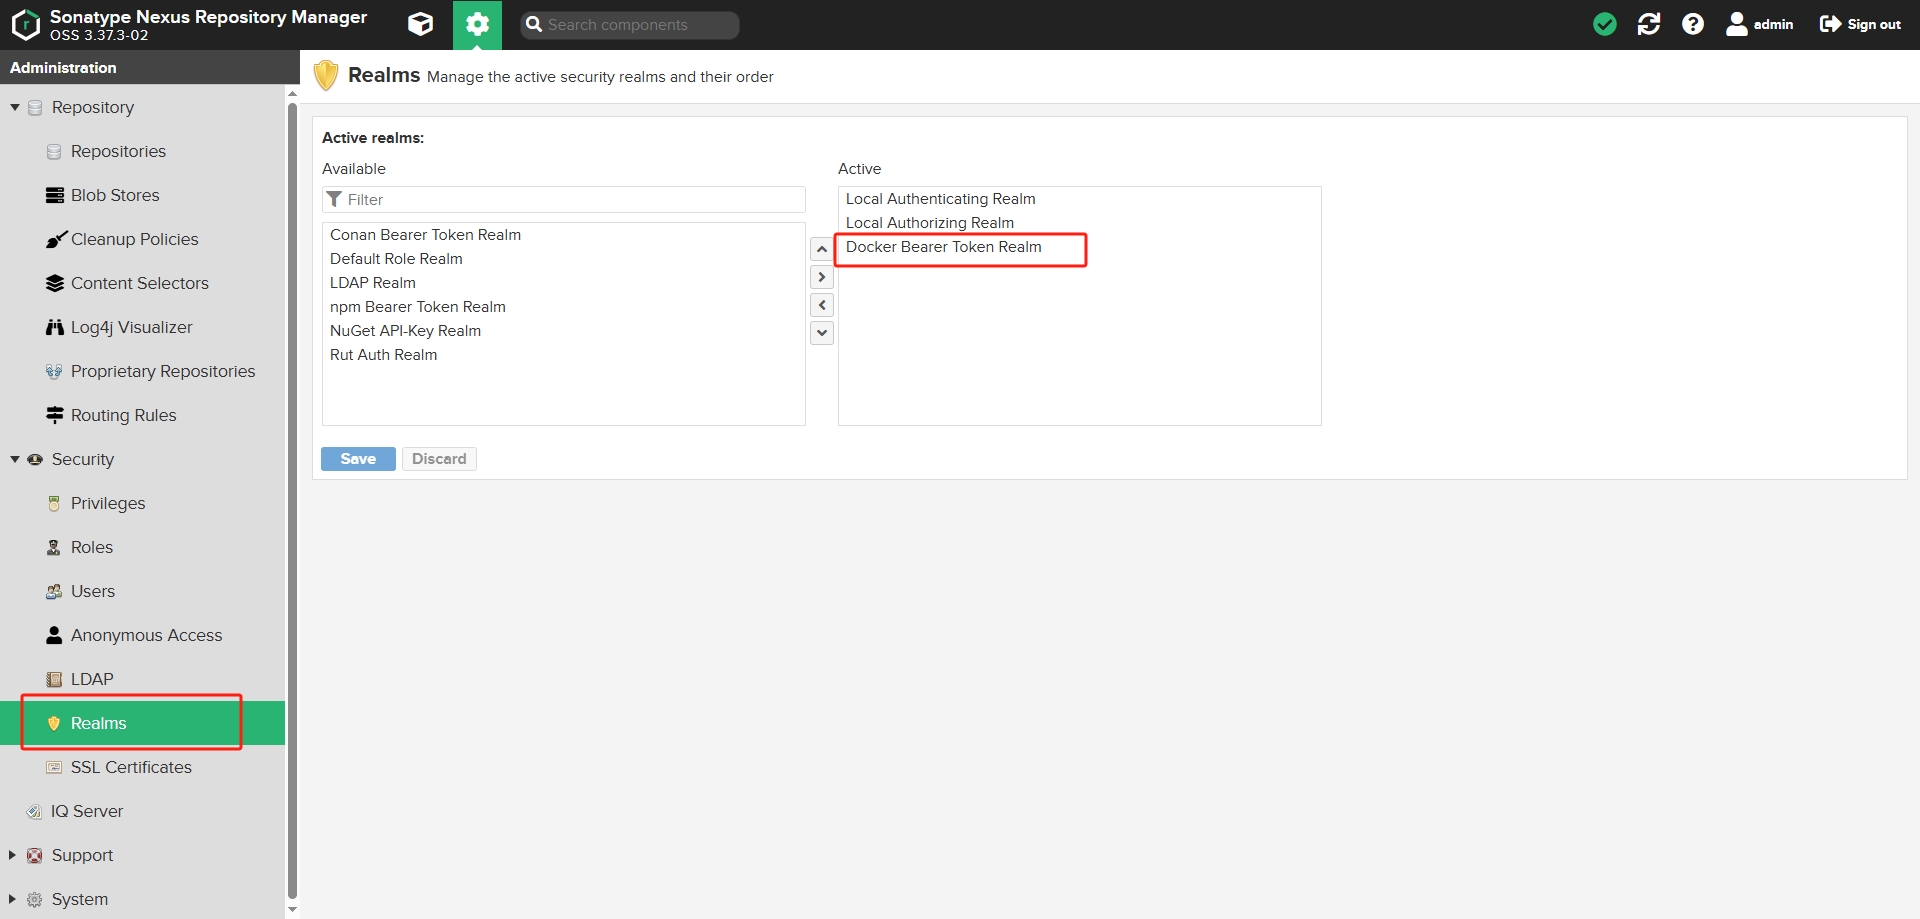 Sonatype Nexus Repository Manager
OSS 3.37.3-02
Search components
admin
Sign out
Administration
Repository
Repositories
Blob Stores
Cleanup Policies
Content Selectors
Log4j Visualizer
Proprietary Repositories
Routing Rules
Security
Privileges
Roles
Users
Anonymous Access
LDAP
Realms
SSL Certificates
IQ Server
Support
System
Realms Manage the active security realms and their order
Active realms:
Available
Filter
Conan Bearer Token Realm
Default Role Realm
LDAP Realm
npm Bearer Token Realm
NuGet API-Key Realm
Rut Auth Realm
Active
Local Authenticating Realm
Local Authorizing Realm
Docker Bearer Token Realm
Save
Discard